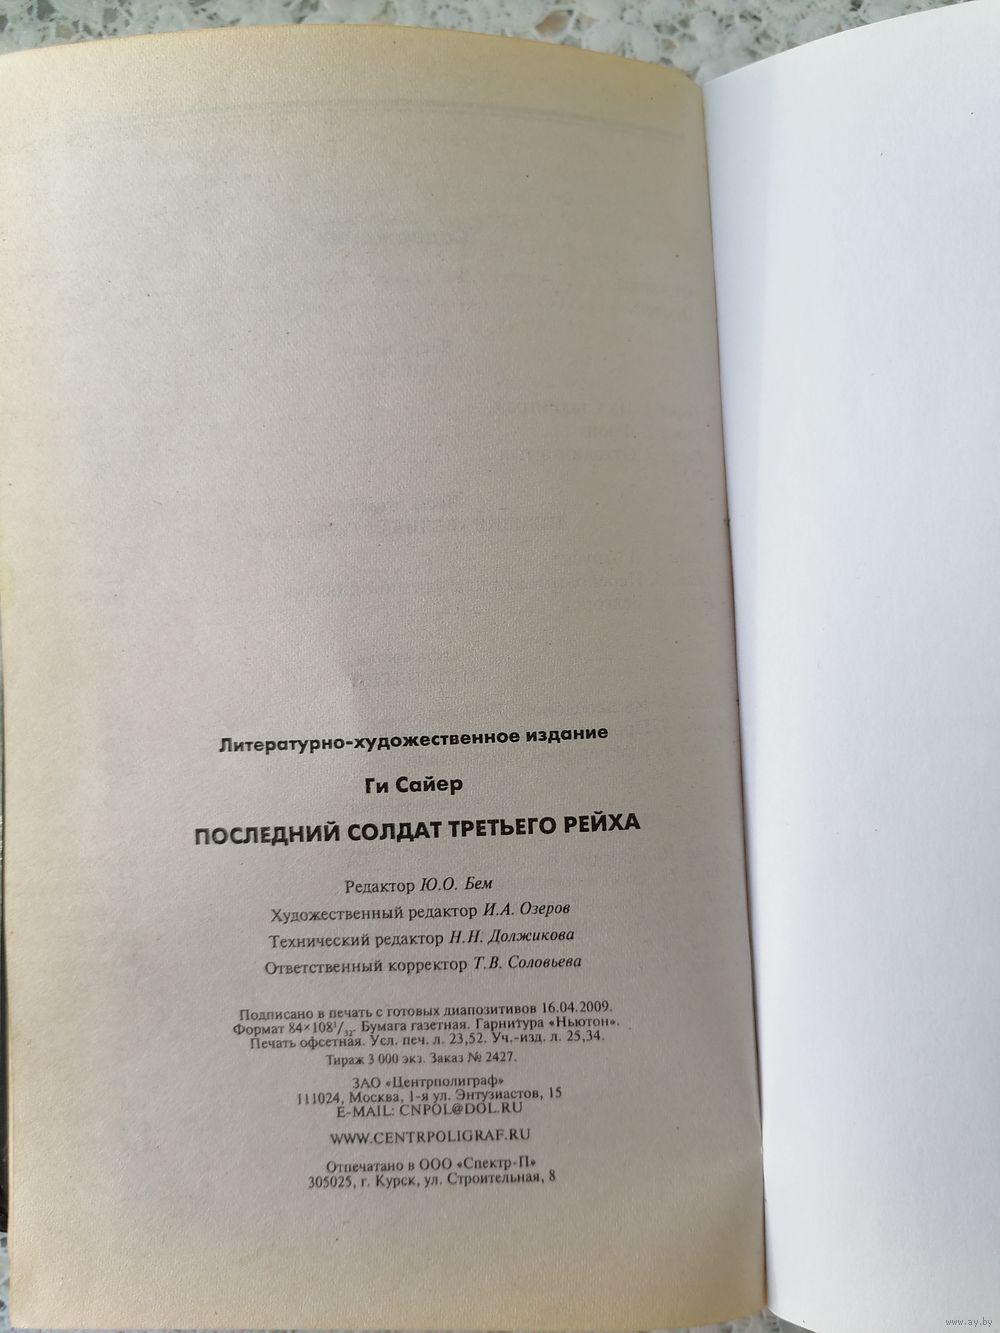 Литературно-художественное издание
Ги Сайер
ПОСЛЕДНИЙ СОЛДАТ ТРЕТЬЕГО РЕЙХА
Редактор Ю.О. Бем
Художественный редактор И.А. Озеров
Технический редактор Н.Н. Должикова
Ответственный корректор Т.В. Соловьева
Подписано в печать с готовых диапозитивов 16.04.2009.
Формат 84×108¹/₃₂. Бумага газетная. Гарнитура «Ньютон».
Печать офсетная. Усл. печ. л. 23,52. Уч.-изд. л. 25,34.
Тираж 3 000 экз. Заказ № 2427.
ЗАО «Центрполиграф»
111024, Москва, 1-я ул. Энтузиастов, 15
E-MAIL: CNPOL@DOL.RU
WWW.CENTRPOLIGRAF.RU
Отпечатано в ООО «Спектр-П»
305025, г. Курск, ул. Строительная, 8
www.ay.by